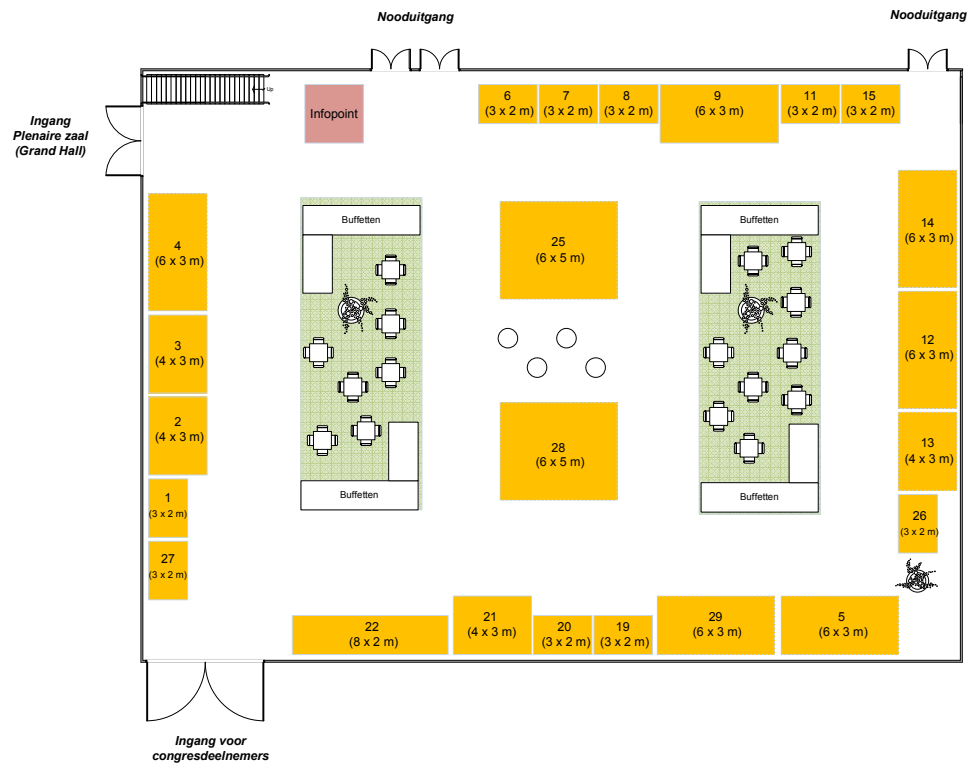 Nooduitgang
Nooduitgang
Up
Ingang
Plenaire zaal
(Grand Hall)
Infopoint
6
(3 x 2 m)
7
(3 x 2 m)
8
(3 x 2 m)
9
(6 x 3 m)
11
(3 x 2 m)
15
(3 x 2 m)
4
(6 x 3 m)
3
(4 x 3 m)
2
(4 x 3 m)
1
(3 x 2 m)
27
(3 x 2 m)
Buffetten
Buffetten
25
(6 x 5 m)
28
(6 x 5 m)
Buffetten
Buffetten
14
(6 x 3 m)
12
(6 x 3 m)
13
(4 x 3 m)
26
(3 x 2 m)
22
(8 x 2 m)
21
(4 x 3 m)
20
(3 x 2 m)
19
(3 x 2 m)
29
(6 x 3 m)
5
(6 x 3 m)
Ingang voor
congresdeelnemers